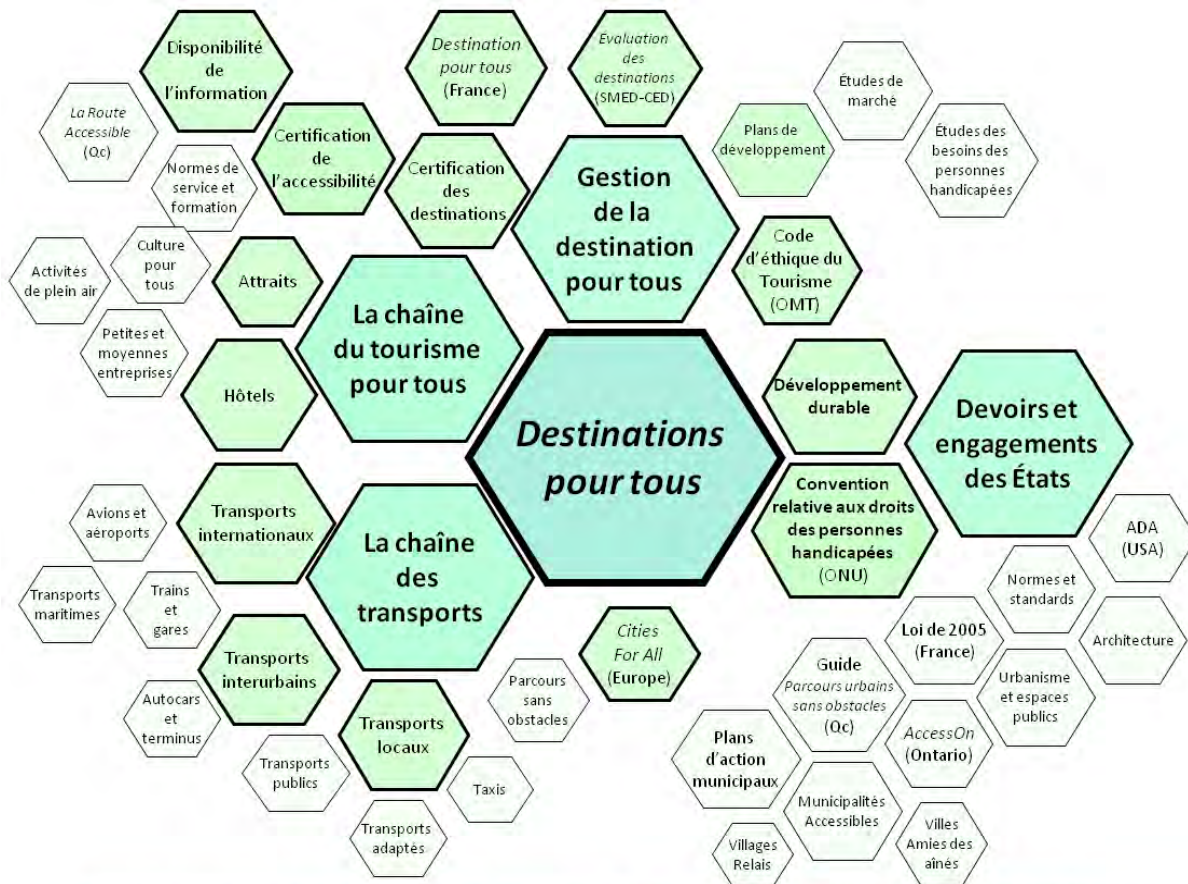 Disponibilité
de
l'information
Destination
pour tous
(France)
Évaluation
des
destinations
(SMED-CED)
Études de
marché
La Route
Accessible
(Qc)
Certification
de
l'accessibilité
Certification
des
destinations
Plans de
développement
Études des
besoins des
personnes
handicapées
Normes de
service et
formation
Gestion
de la
destination
pour tous
Culture
pour
tous
Activités
de plein air
Attraits
Code
d'éthique du
Tourisme
(OMT)
Petites et
moyennes
entreprises
La chaîne
du tourisme
pour tous
Hôtels
Développement
durable
Devoirs et
engagements
des États
Destinations
pour tous
Convention
relative aux droits
des personnes
handicapées
(ONU)
Avions et
aéroports
Transports
internationaux
La chaîne
des
transports
ADA
(USA)
Transports
maritimes
Trains
et
gares
Normes et
standards
Transports
interurbains
Cities
For All
(Europe)
Loi de 2005
(France)
Architecture
Autocars
et
terminus
Parcours
sans
obstacles
Guide
Parcours urbains
sans obstacles
(Qc)
Urbanisme
et espaces
publics
Transports
locaux
Plans
d'action
municipaux
AccessOn
(Ontario)
Transports
publics
Taxis
Municipalités
Accessibles
Transports
adaptés
Villages
Relais
Villes
Amies des
aînés